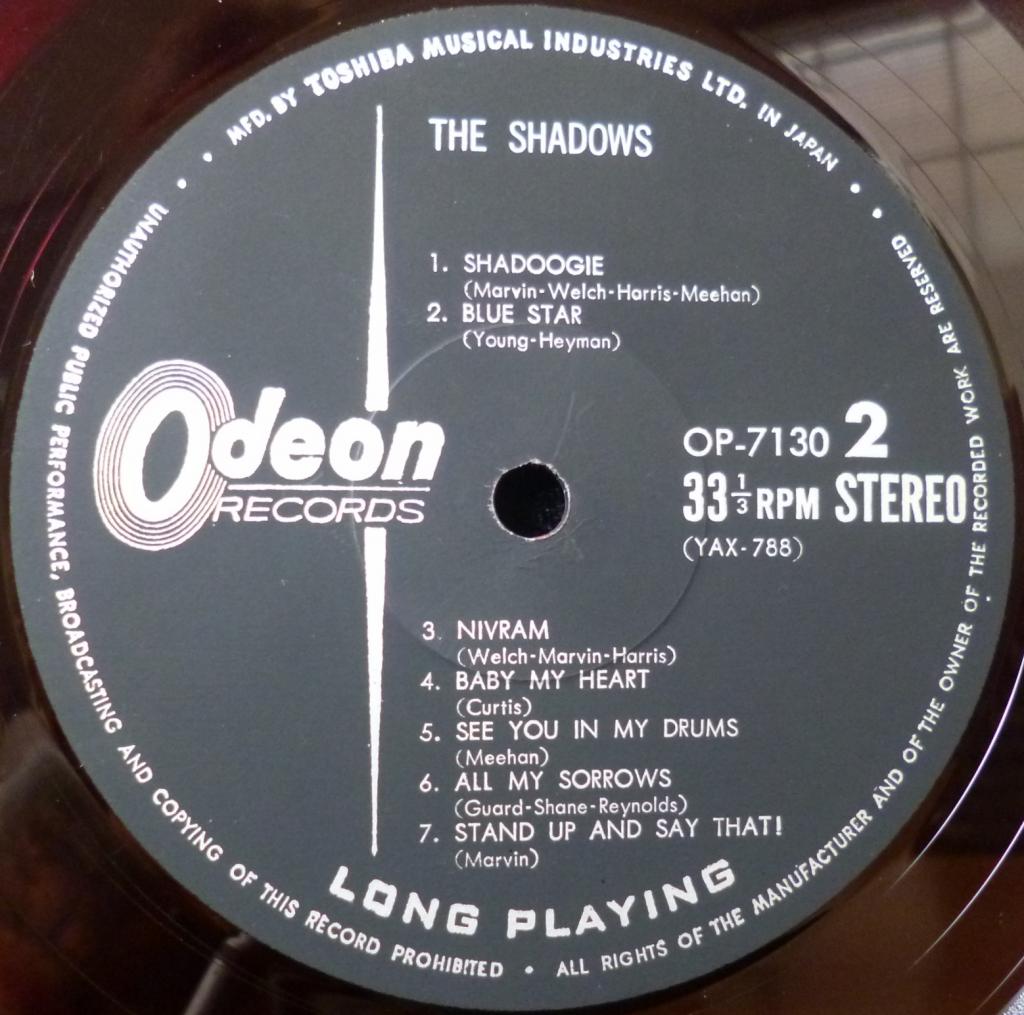 MFD. BY TOSHIBA MUSICAL INDUSTRIES LTD. IN JAPAN
THE SHADOWS
1. SHADOOGIE
(Marvin-Welch-Harris-Meehan)
2. BLUE STAR
(Young-Heyman)
Odeon
RECORDS
OP-7130 2
33 1/3 RPM STEREO
(YAX-788)
3. NIVRAM
(Welch-Marvin-Harris)
4. BABY MY HEART
(Curtis)
5. SEE YOU IN MY DRUMS
(Meehan)
6. ALL MY SORROWS
(Guard-Shane-Reynolds)
7. STAND UP AND SAY THAT!
(Marvin)
LONG PLAYING
UNAUTHORIZED PUBLIC PERFORMANCE, BROADCASTING AND COPYING OF THIS RECORD PROHIBITED • ALL RIGHTS OF THE MANUFACTURER AND OF THE OWNER OF THE RECORDED WORK ARE RESERVED